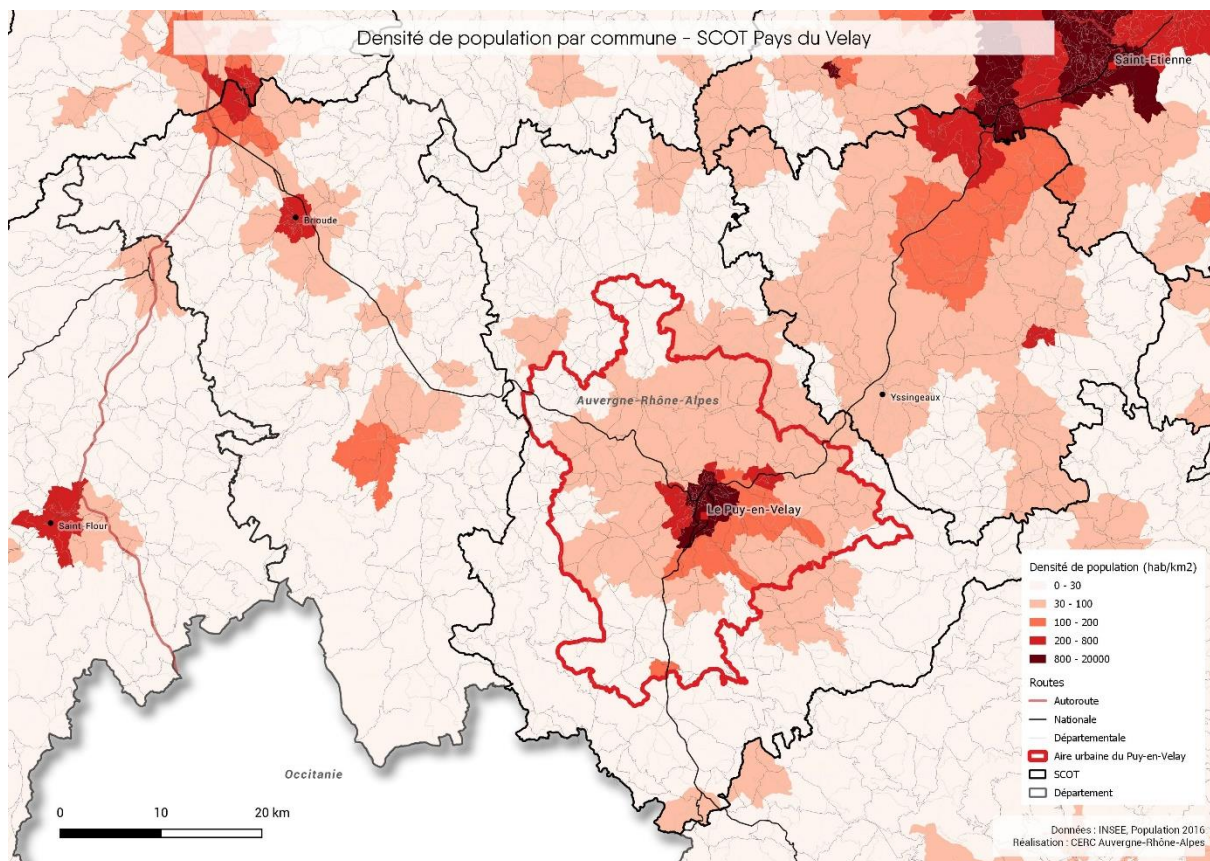 Densité de population par commune - SCOT Pays du Velay
Saint-Etienne
Brioude
Auvergne-Rhône-Alpes
Yssingeaux
Le Puy-en-Velay
Saint-Flour
Occitanie
0 10 20 km
Densité de population (hab/km2)
0 - 30
30 - 100
100 - 200
200 - 800
800 - 20000
Routes
Autoroute
Nationale
Départementale
Aire urbaine du Puy-en-Velay
SCOT
Département
Données : INSEE, Population 2016
Réalisation : CERC Auvergne-Rhône-Alpes